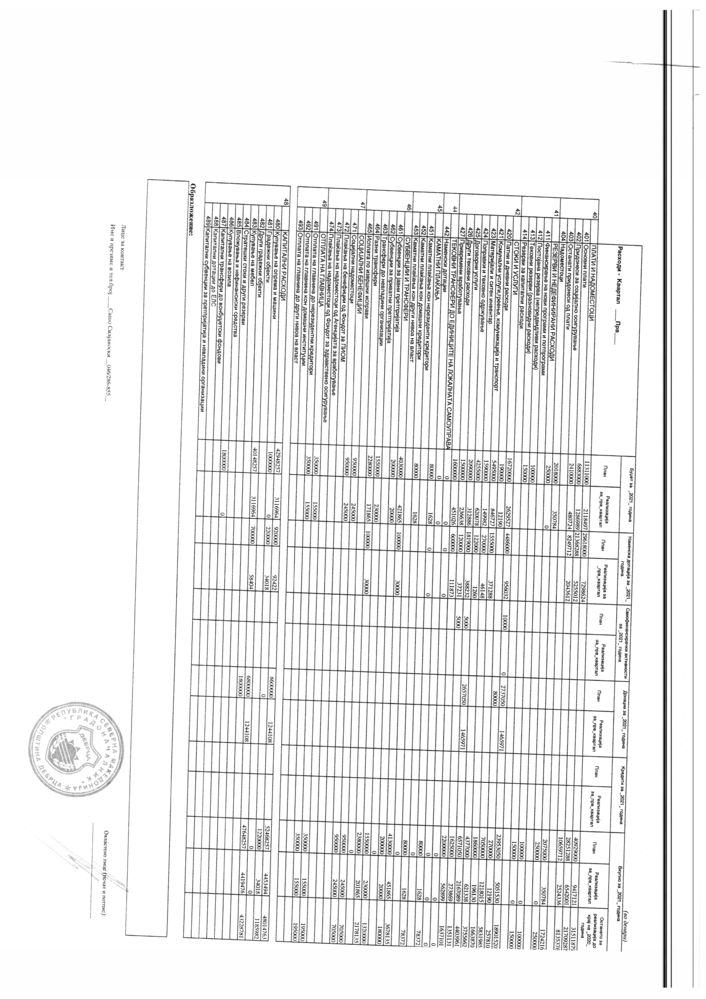 (во денари)
Расходи - Квартал ___Прв___
Буџет за _2021_ година Наменска дотација за _2021_ година Самофинансирачки активности за _2021_ година Донации за _2021_ година Кредити за _2021_ година Вкупно за _2021_ година
План Реализација за_прв_квартал План Реализација за _прв_квартал План Реализација за_прв_квартал План Реализација за_прв_квартал План Реализација за_прв_квартал План Реализација за_прв_квартал Останато за реализација до крај на _2020_ година
40 ПЛАТИ И НАДОМЕСТОЦИ 11311000 2118497 29618000 7298624 40929000 9417121 31511875
401 Основни плати 6883000 1286989 21368288 5255012 28251288 6542001 21709287
402 Придонеси за социјално осигурување 2410000 480724 8249712 2043612 10659712 2524336 8135376
403 Останати придонеси од плати
404 Надоместоци
41 РЕЗЕРВИ И НЕДЕФИНИРАНИ РАСХОДИ 2018000 350784 2075000 350784 1724216
411 Финансирање на нови програми и потпрограми 250000 0 250000 0 250000
412 Постојана резерва (непредвидливи расходи)
413 Тековни резерви (разновидни расходи) 100000 100000 0 100000
414 Резерви за капитални расходи 150000 150000 0 150000
42 СТОКИ И УСЛУГИ 16720000 2629527 4486000 956032 10000 0 2737050 1465971 23953050 5051530 18901520
420 Патни и дневни расходи 190000 12190 80000 270000 12190 257810
421 Комунални услуги,греење, комуникација и транспорт 5495000 846727 1555000 371288 7050000 1218015 5831985
423 Материјали и ситен инвентар 1590000 149982 270000 46148 1860000 196130 1663870
424 Поправки и тековно одржување 4255000 620078 122000 1260 4377000 621338 3755662
425 Договорни услуги 2090000 312886 1819000 388232 5000 2657050 1465971 6571050 2167089 4403961
426 Други тековни расходи 1500000 236638 120000 37231 5000 1625000 273869 1351131
427 Привремени вработувања 1600000 451026 600000 111873 2200000 562899 1637101
44 ТЕКОВНИ ТРАНСФЕРИ ДО ЕДИНИЦИТЕ НА ЛОКАЛНАТА САМОУПРАВА 0 0 0 0 0 0 0
442 Наменски дотации 0 0 0 0 0
45 КАМАТНИ ПЛАЌАЊА 80000 1628 0 0 80000 1628 78372
451 Каматни плаќања кон нерезиденти кредитори
452 Каматни плаќања кон домашни кредитори 80000 1628 80000 1628 78372
453 Каматни плаќања кон други нивоа на власт 0
46 СУБВЕНЦИИ И ТРАНСФЕРИ 4030000 421865 100000 30000 4130000 451865 3678135
461 Субвенции за јавни претпријатија 200000 20000 200000 20000 180000
462 Субвенции за приватни претпријатија 0
463 Трансфери до невладини организации 1550000 230000 1550000 230000 1320000
464 Разни трансфери 2280000 171865 100000 30000 2380000 201865 2178135
465 Исплата по извршни исправи 0
47 СОЦИЈАЛНИ БЕНЕФИЦИИ 950000 245000 950000 245000 705000
471 Социјални надоместоци 950000 245000 950000 245000 705000
472 Плаќања на бенефиции од Фондот за ПИОМ
473 Плаќања на надоместоци од Агенцијата за вработување
474 Плаќања на надоместоци од Фондот за здравствено осигурување
49 ОТПЛАТА НА ГЛАВНИЦА 350000 155000 350000 155000 195000
491 Отплата на главнина до нерезидентни кредитори 350000 155000 350000 155000 195000
492 Отплата на главнина кон домашни институции
493 Отплата на главнина до други нивоа на власт
48 КАПИТАЛНИ РАСХОДИ 42948257 3116964 920000 92422 8600000 1244108 52468257 4453494 48014763
480 Купување на опрема и машини 1000000 0 220000 34018 0 1220000 34018 1185982
481 Градежни објекти 0 0
482 Други градежни објекти 40148257 3116964 700000 58404 6800000 1244108 47648257 4419476 43228781
483 Купување на мебел 1800000
484 Стратешки стоки и други резерви
485 Вложувања и нефинансиски средства
486 Купување на возила 1800000 0
487 Капитални трансфери до вонбуџетски фондови
488 Капитални дотации до ЕЛС
489 Капитални субвенции за претпријатија и невладини организации
Образложение:
Лице за контакт
Име и презиме и тел.број ____Сашо Силјаноски __046/286-855__
Овластено лице (печат и потпис):
РЕПУБЛИКА СЕВЕРНА МАКЕДОНИЈА
ОПШТИНА ДЕБРЦА
"ГРАДОНАЧАЛНИК"
ДЕБРЦА